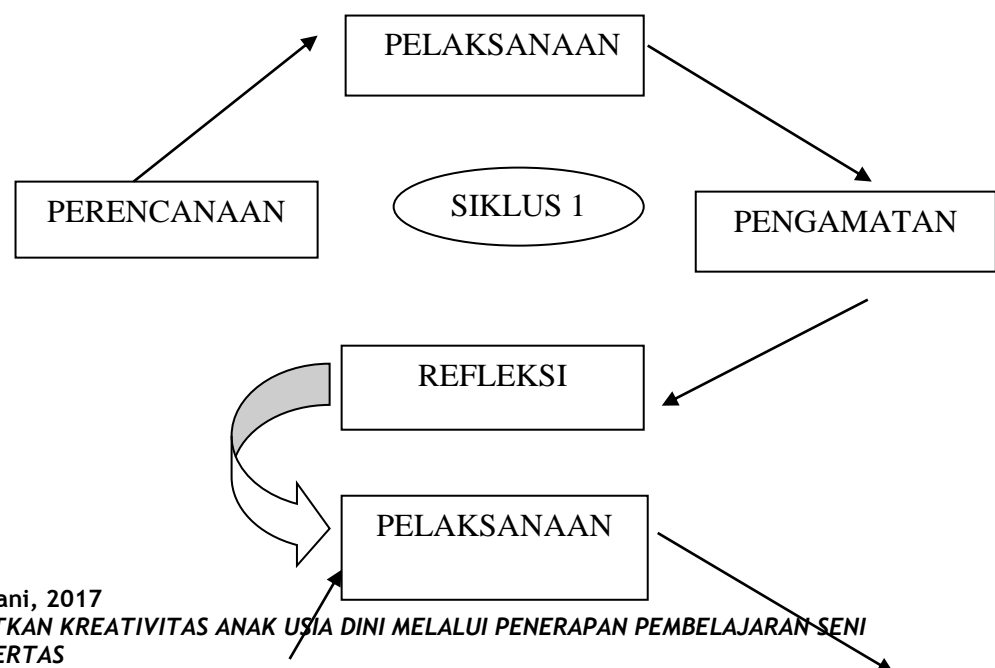 PELAKSANAAN
PERENCANAAN
SIKLUS 1
PENGAMATAN
REFLEKSI
PELAKSANAAN
ani, 2017
TKAN KREATIVITAS ANAK USIA DINI MELALUI PENERAPAN PEMBELAJARAN SENI
ERTAS